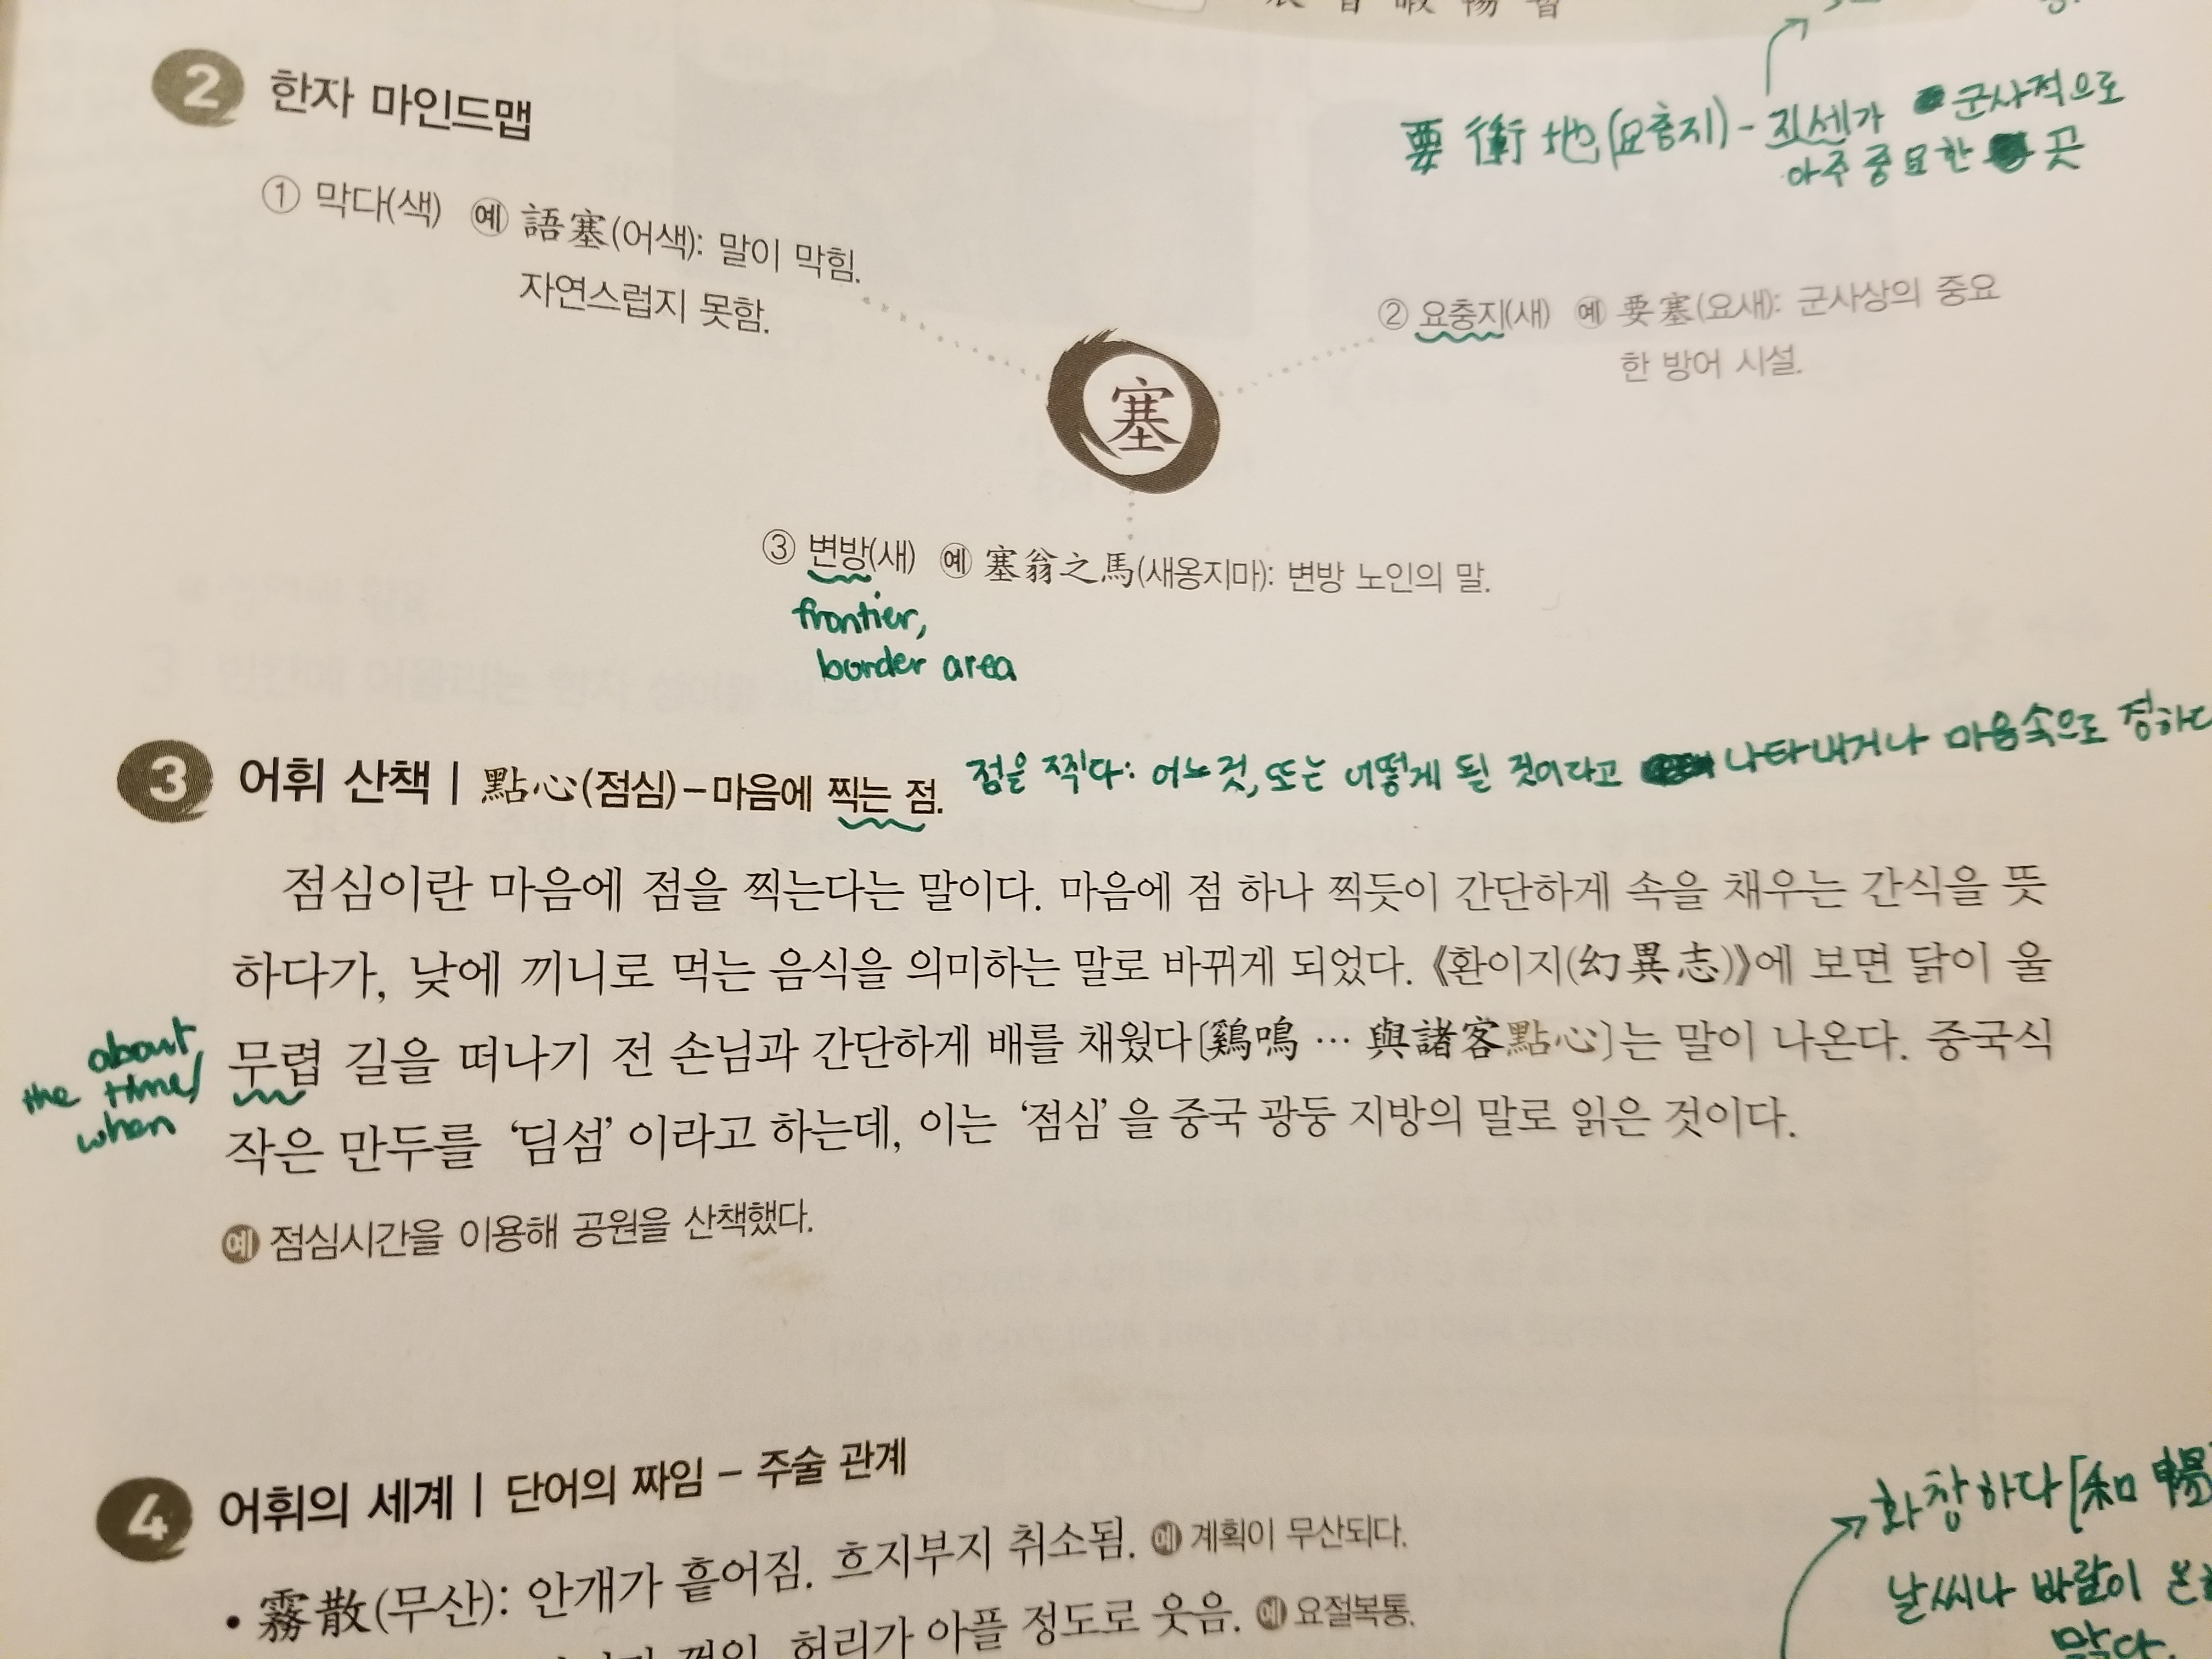 2 한자 마인드맵
要衝地(요충지) - 지세가 군사적으로
아주 중요한 곳
① 막다(색) 예 語塞(어색): 말이 막힘.
자연스럽지 못함.
② 요충지(새) 예 要塞(요새): 군사상의 중요
한 방어 시설.
塞
③ 변방(새) 예 塞翁之馬(새옹지마): 변방 노인의 말.
frontier,
border area
3 어휘 산책 | 點心(점심) – 마음에 찍는 점.
점을 찍다: 어느것, 또는 어떻게 될 것이라고 나타내거나 마음속으로 정하다
점심이란 마음에 점을 찍는다는 말이다. 마음에 점 하나 찍듯이 간단하게 속을 채우는 간식을 뜻
하다가, 낮에 끼니로 먹는 음식을 의미하는 말로 바뀌게 되었다. 《환이지(幻異志)》에 보면 닭이 울
무렵 길을 떠나기 전 손님과 간단하게 배를 채웠다〔鷄鳴 … 與諸客點心〕는 말이 나온다. 중국식
about
the time/
when
작은 만두를 ‘딤섬’이라고 하는데, 이는 ‘점심’을 중국 광둥 지방의 말로 읽은 것이다.
예 점심시간을 이용해 공원을 산책했다.
4 어휘의 세계 | 단어의 짜임 – 주술 관계
화창하다[和暢
• 霧散(무산): 안개가 흩어짐. 흐지부지 취소됨. 예 계획이 무산되다.
날씨나 바람이
허리가 아플 정도로 웃음. 예 요절복통.
맑다.